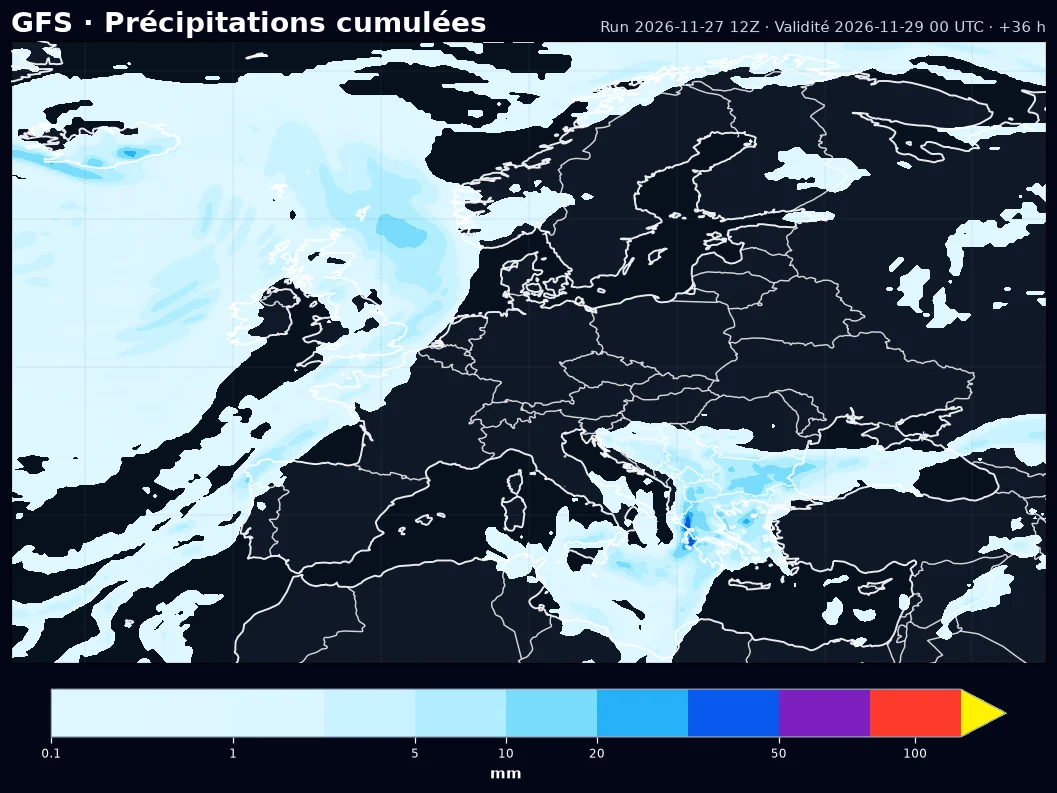 GFS · Précipitations cumulées
Run 2026-11-27 12Z · Validité 2026-11-29 00 UTC · +36 h
0.1 1 5 10 20 50 100
mm